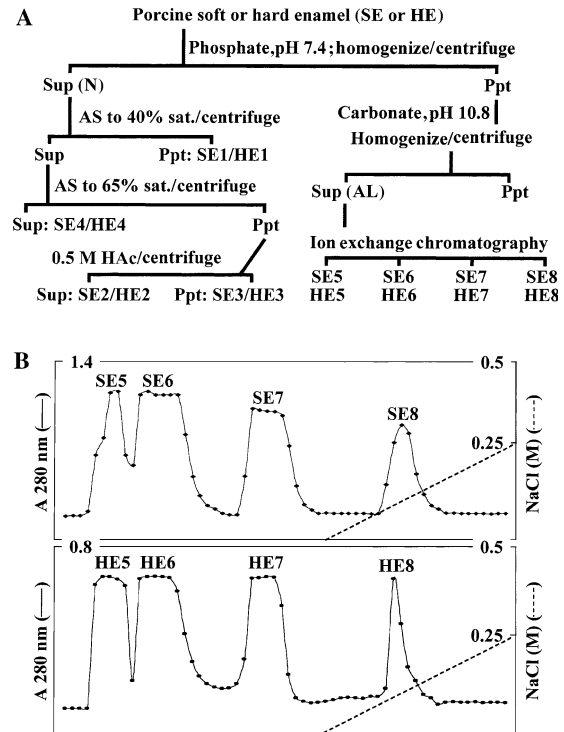 A
Porcine soft or hard enamel (SE or HE)
Phosphate, pH 7.4; homogenize/centrifuge
Sup (N)
Ppt
AS to 40% sat./centrifuge
Carbonate, pH 10.8
Homogenize/centrifuge
Sup
Ppt: SE1/HE1
AS to 65% sat./centrifuge
Sup (AL)
Ppt
Sup: SE4/HE4
Ppt
0.5 M HAc/centrifuge
Ion exchange chromatography
Sup: SE2/HE2
Ppt: SE3/HE3
SE5 SE6 SE7 SE8
HE5 HE6 HE7 HE8
B
1.4
0.5
SE5 SE6
SE7
SE8
0.25
A 280 nm (—)
NaCl (M) (----)
0.8
0.5
HE5 HE6
HE7
HE8
0.25
A 280 nm (—)
NaCl (M) (----)